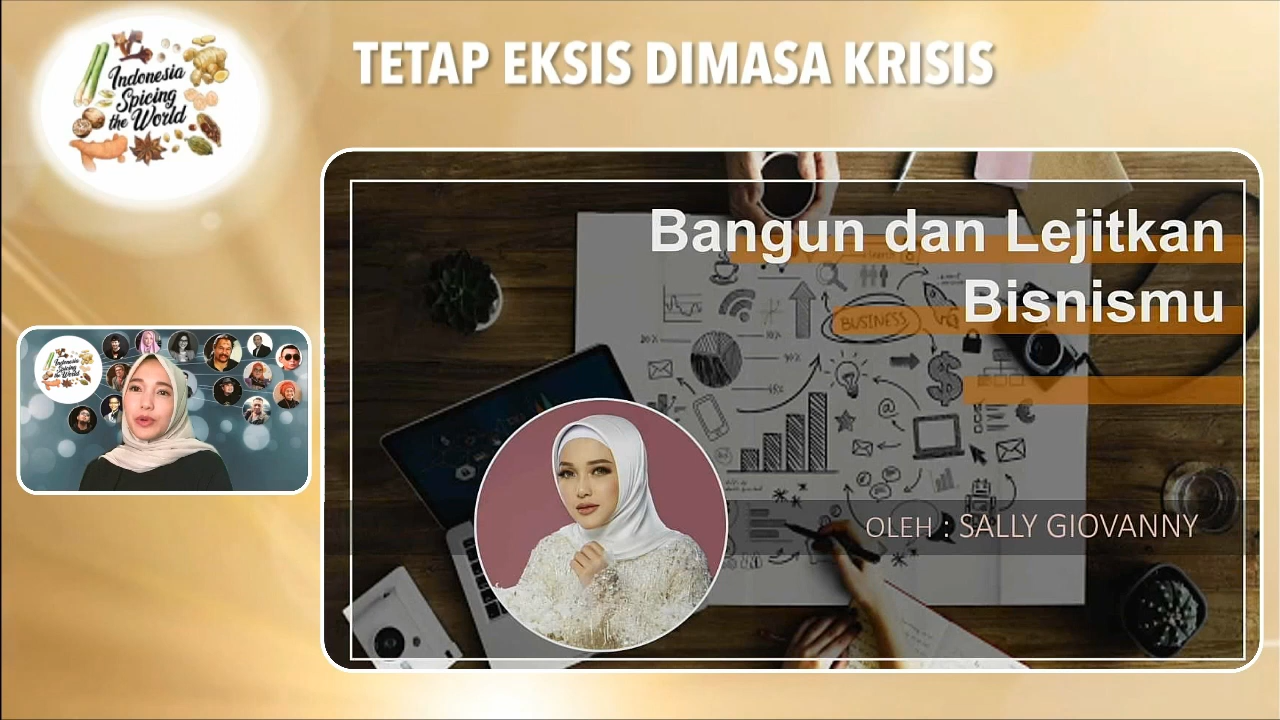 TETAP EKSIS DIMASA KRISIS
Indonesia
Spicing
the World
Bangun dan Lejitkan
Bisnismu
BUSINESS
OLEH : SALLY GIOVANNY